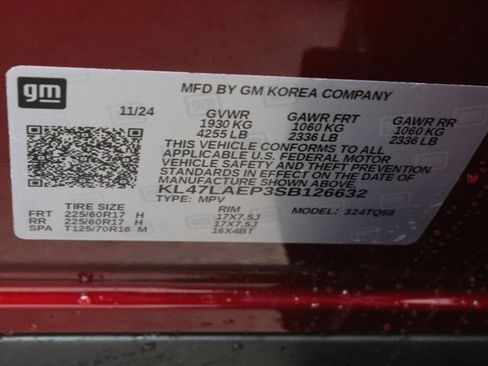 gm
MFD BY GM KOREA COMPANY
11/24 GVWR GAWR FRT GAWR RR
1930 KG 1060 KG 1060 KG
4255 LB 2336 LB 2336 LB
THIS VEHICLE CONFORMS TO ALL
APPLICABLE U.S. FEDERAL MOTOR
VEHICLE SAFETY AND THEFT PREVENTION
STANDARDS IN EFFECT ON THE DATE OF
MANUFACTURE SHOWN ABOVE.
KL47LAEP3SB126632
TYPE: MPV MODEL: 324TQ58
TIRE SIZE RIM
FRT 225/60R17 H 17X7.5J
RR 225/60R17 H 17X7.5J
SPA T125/70R16 M 16X4BT